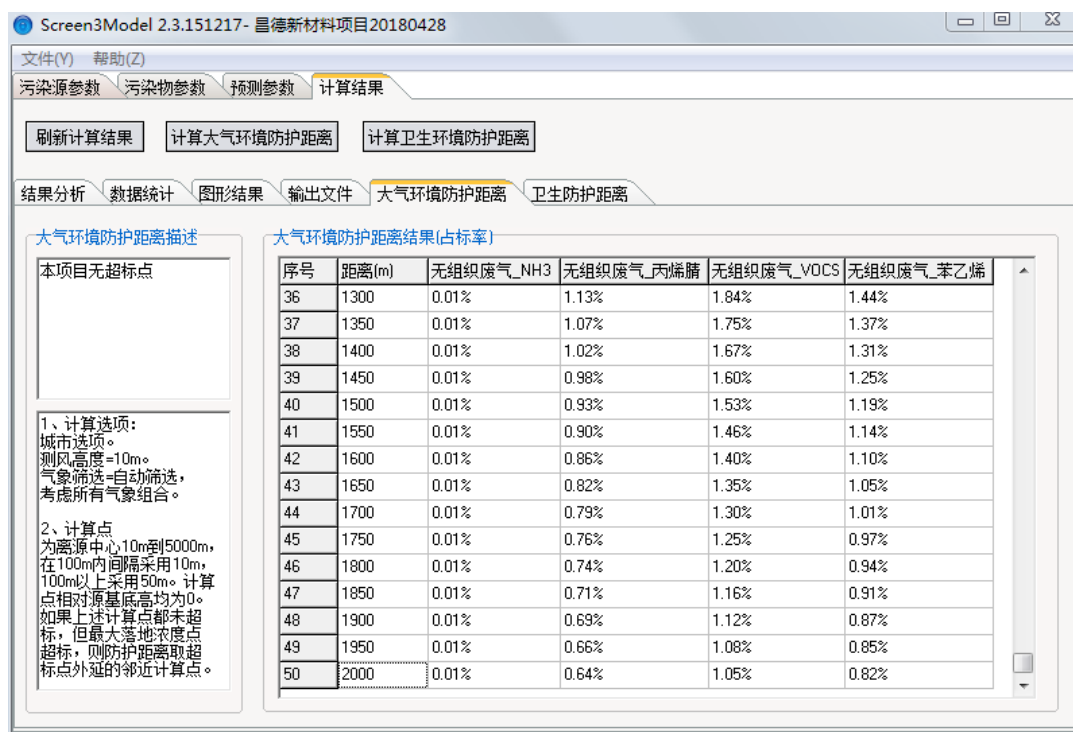 Screen3Model 2.3.151217- 昌德新材料项目20180428
文件(Y) 帮助(Z)
污染源参数 污染物参数 预测参数 计算结果
刷新计算结果 计算大气环境防护距离 计算卫生环境防护距离
结果分析 数据统计 图形结果 输出文件 大气环境防护距离 卫生防护距离
大气环境防护距离描述
本项目无超标点
1、计算选项:
城市选项。
测风高度=10m。
气象筛选=自动筛选,
考虑所有气象组合。
2、计算点
为离源中心10m到5000m,
在100m内间隔采用10m,
100m以上采用50m。计算
点相对源基底高均为0。
如果上述计算点都未超
标,但最大落地浓度点
超标,则防护距离取超
标点外延的邻近计算点。
大气环境防护距离结果(占标率)
序号 距离(m) 无组织废气_NH3 无组织废气_丙烯腈 无组织废气_VOCS 无组织废气_苯乙烯
36 1300 0.01% 1.13% 1.84% 1.44%
37 1350 0.01% 1.07% 1.75% 1.37%
38 1400 0.01% 1.02% 1.67% 1.31%
39 1450 0.01% 0.98% 1.60% 1.25%
40 1500 0.01% 0.93% 1.53% 1.19%
41 1550 0.01% 0.90% 1.46% 1.14%
42 1600 0.01% 0.86% 1.40% 1.10%
43 1650 0.01% 0.82% 1.35% 1.05%
44 1700 0.01% 0.79% 1.30% 1.01%
45 1750 0.01% 0.76% 1.25% 0.97%
46 1800 0.01% 0.74% 1.20% 0.94%
47 1850 0.01% 0.71% 1.16% 0.91%
48 1900 0.01% 0.69% 1.12% 0.87%
49 1950 0.01% 0.66% 1.08% 0.85%
50 2000 0.01% 0.64% 1.05% 0.82%